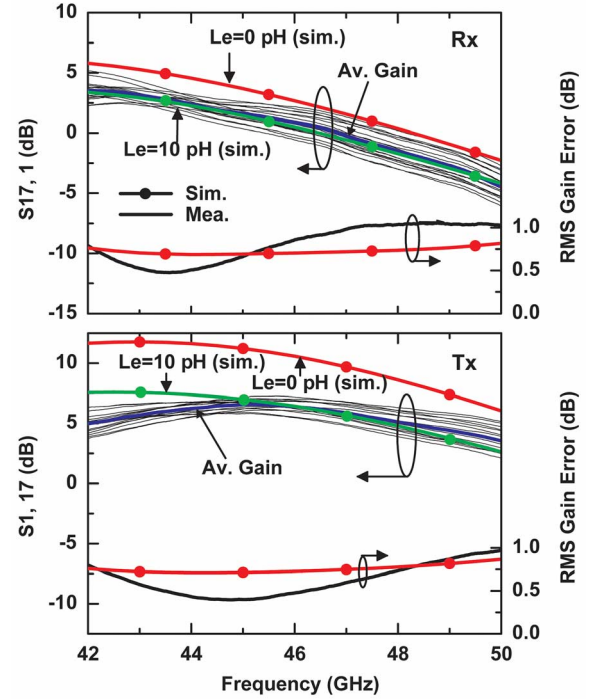 10
5
0
-5
-10
-15
S17, 1 (dB)
Rx
Le=0 pH (sim.)
Av. Gain
Le=10 pH (sim.)
Sim.
Mea.
1.0
0.5
0.0
RMS Gain Error (dB)
10
5
0
-5
-10
S1, 17 (dB)
Tx
Le=10 pH (sim.)
Le=0 pH (sim.)
Av. Gain
1.0
0.5
0.0
RMS Gain Error (dB)
42 44 46 48 50
Frequency (GHz)